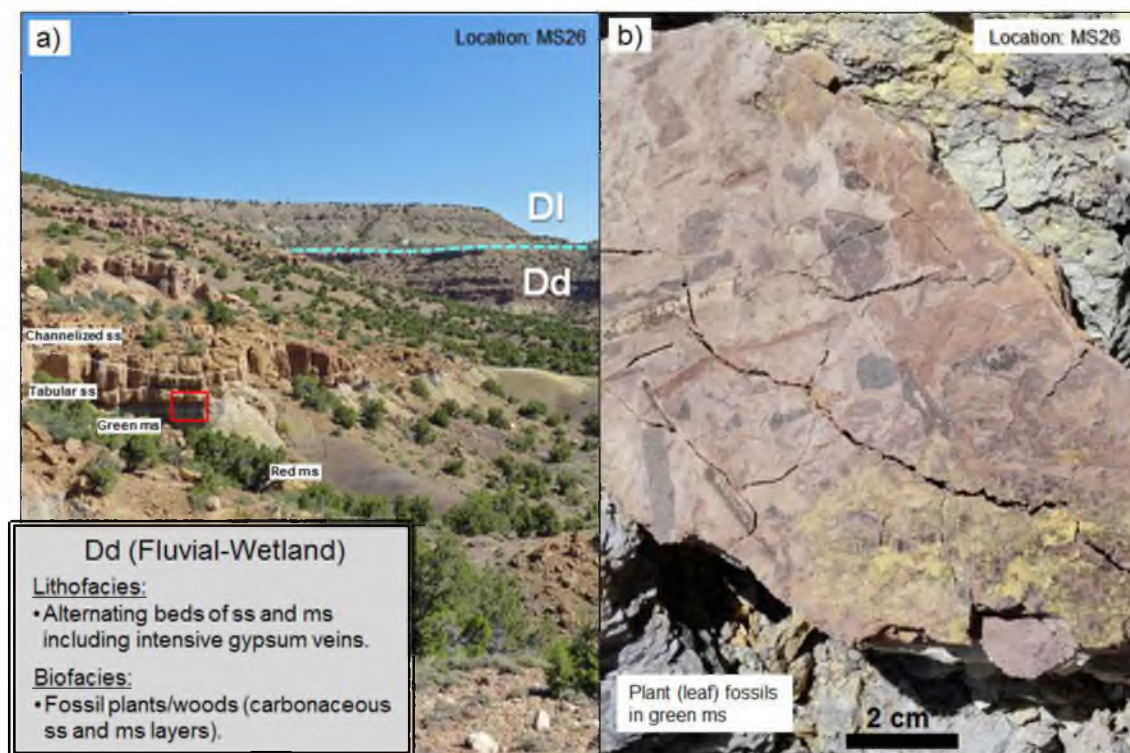 a)
Location: MS26
Dl
Dd
Channelized ss
Tabular ss
Green ms
Red ms
Dd (Fluvial-Wetland)
Lithofacies:
•Alternating beds of ss and ms
including intensive gypsum veins.
Biofacies:
•Fossil plants/woods (carbonaceous
ss and ms layers).
b)
Location: MS26
Plant (leaf) fossils
in green ms
2 cm